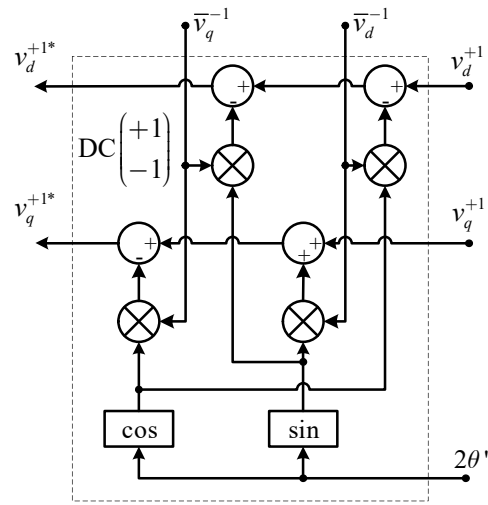 v̅_q^{-1} v̅_d^{-1}
v_d^{+1*} + + v_d^{+1}
- -
DC(+1
-1)
v_q^{+1*} + + v_q^{+1}
- +
cos sin
2θ'